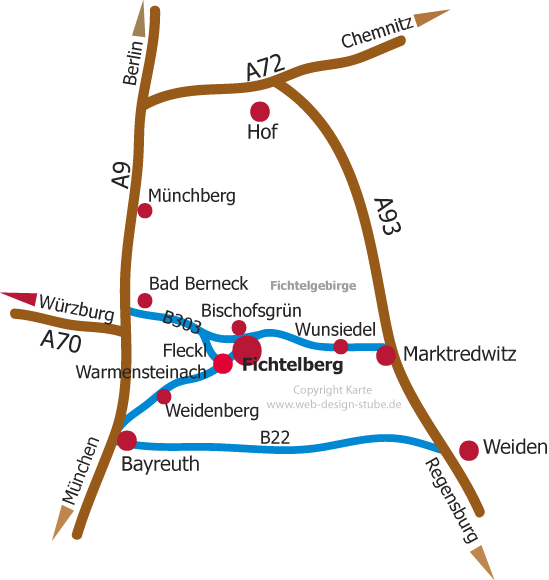 Berlin
Chemnitz
A72
Hof
A9
Münchberg
A93
Bad Berneck
Fichtelgebirge
Würzburg
B303
Bischofsgrün
Wunsiedel
A70
Fleckl
Marktredwitz
Warmensteinach
Fichtelberg
Copyright Karte
www.web-design-stube.de
Weidenberg
B22
Weiden
Bayreuth
München
Regensburg